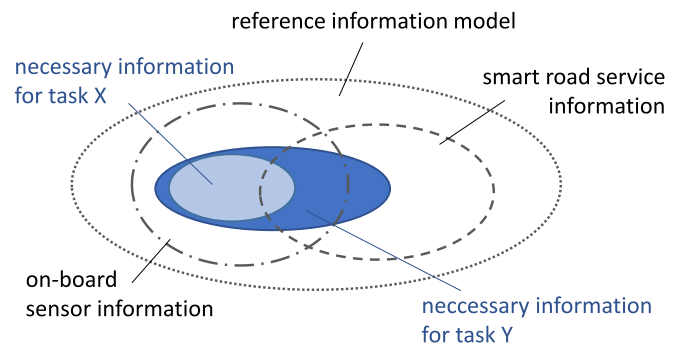 reference information model
necessary information
for task X
smart road service
information
on-board
sensor information
neccessary information
for task Y